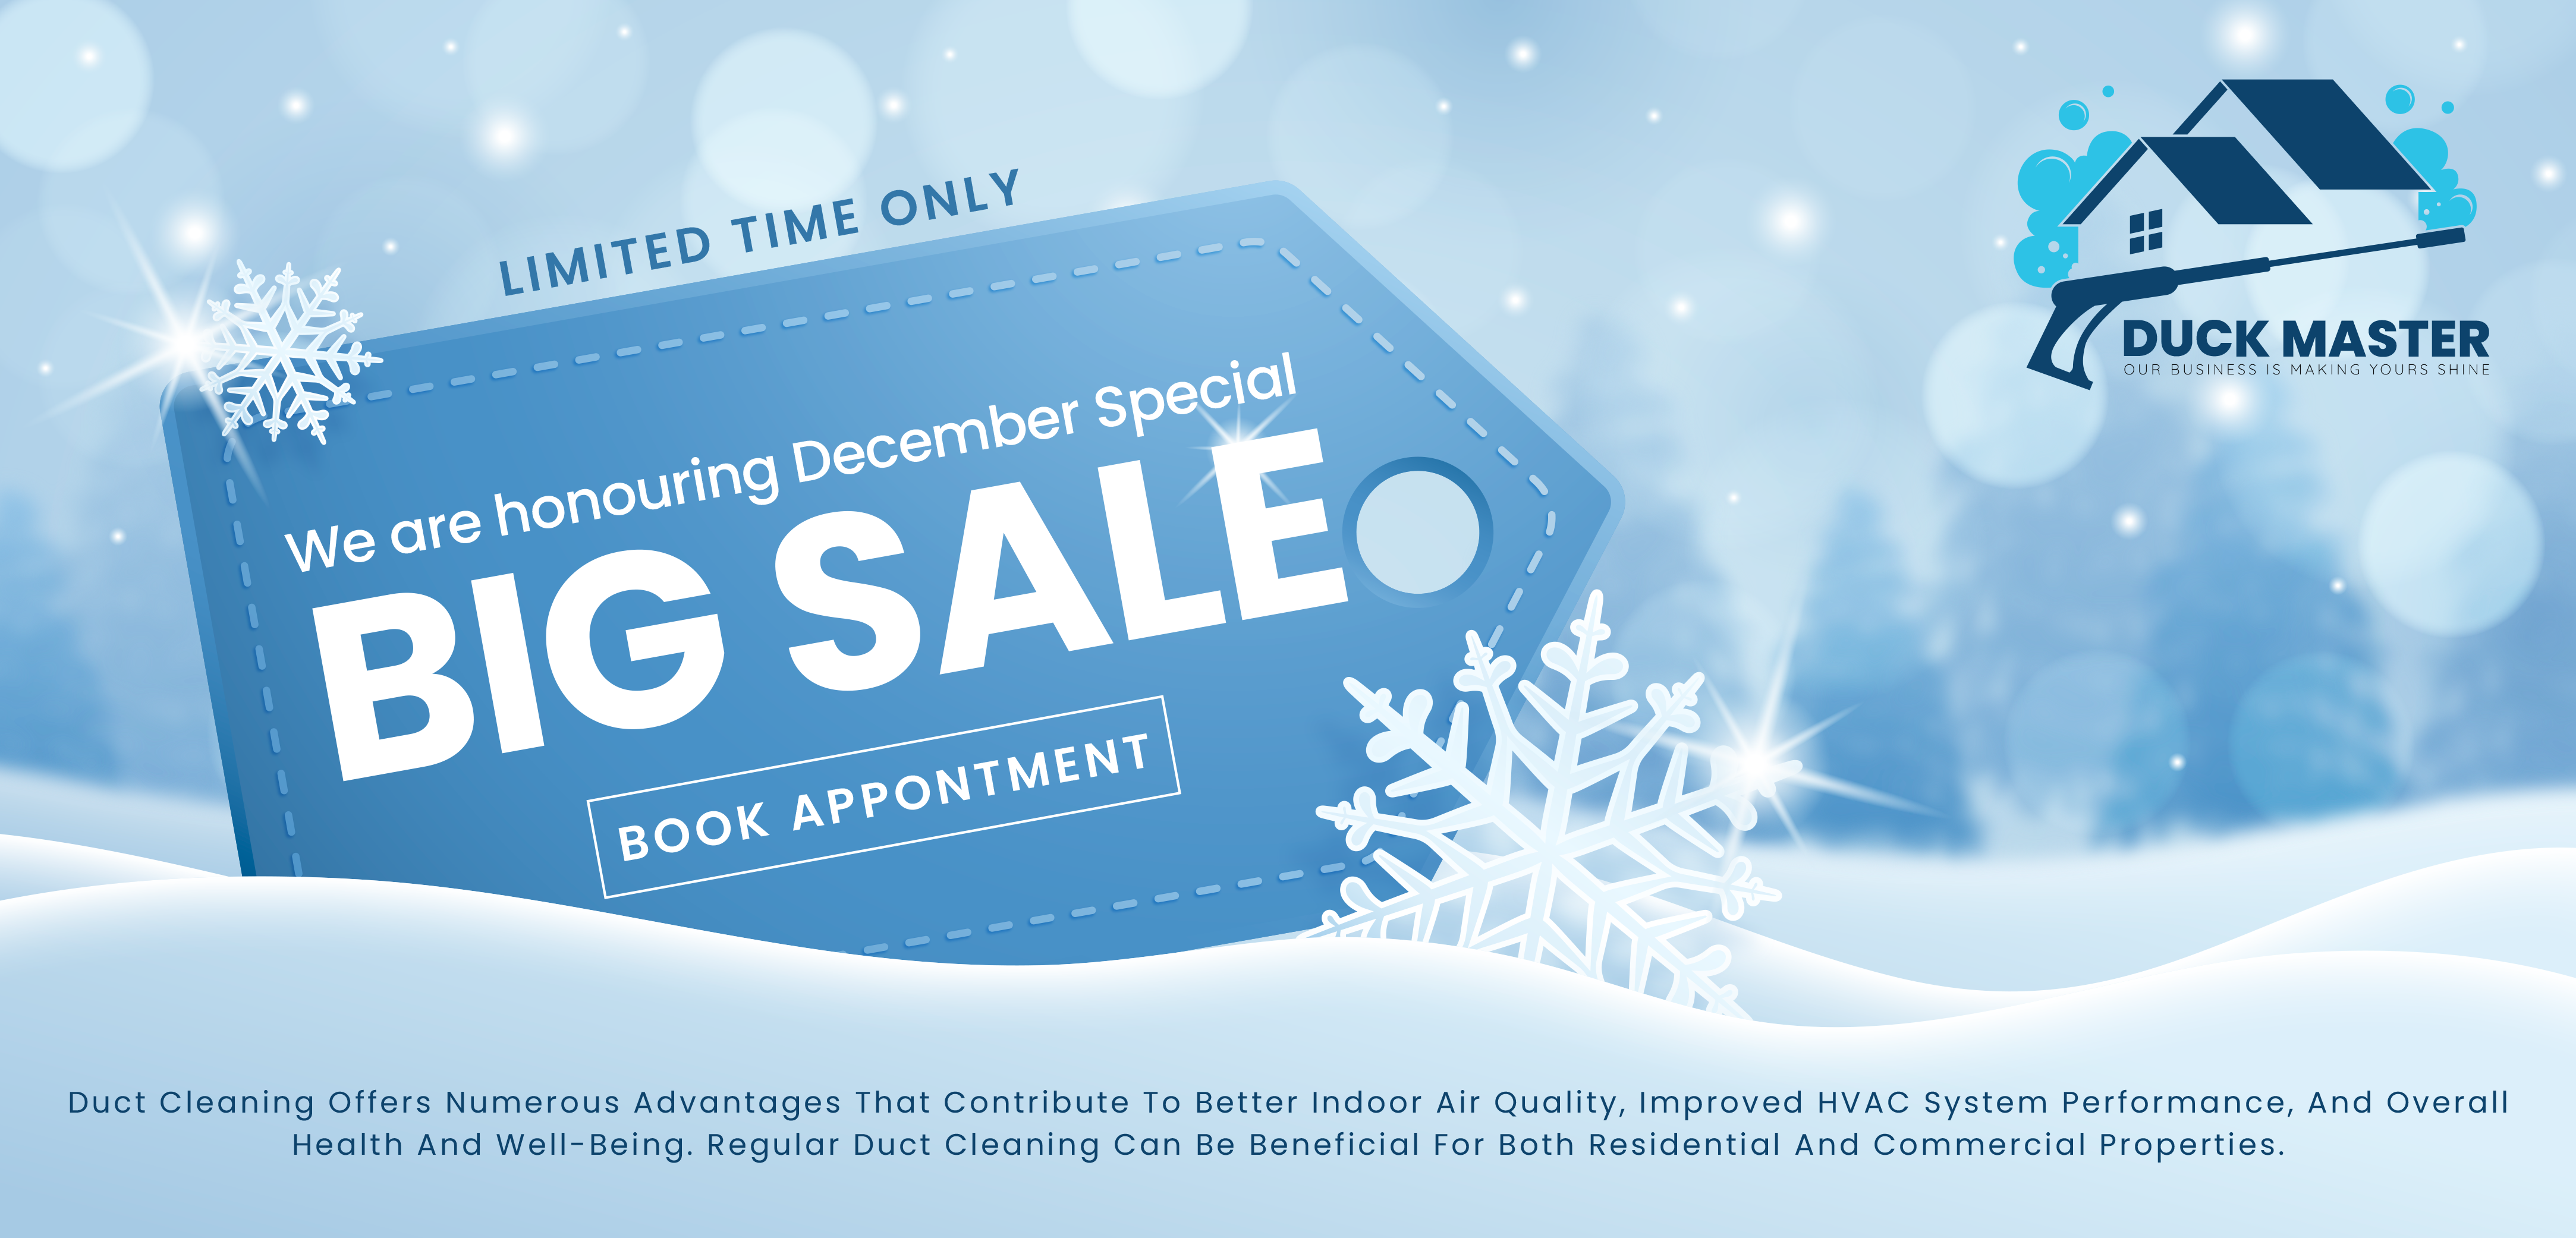 LIMITED TIME ONLY
We are honouring December Special
BIG SALE
BOOK APPONTMENT
DUCK MASTER
OUR BUSINESS IS MAKING YOURS SHINE
Duct Cleaning Offers Numerous Advantages That Contribute To Better Indoor Air Quality, Improved HVAC System Performance, And Overall
Health And Well-Being. Regular Duct Cleaning Can Be Beneficial For Both Residential And Commercial Properties.